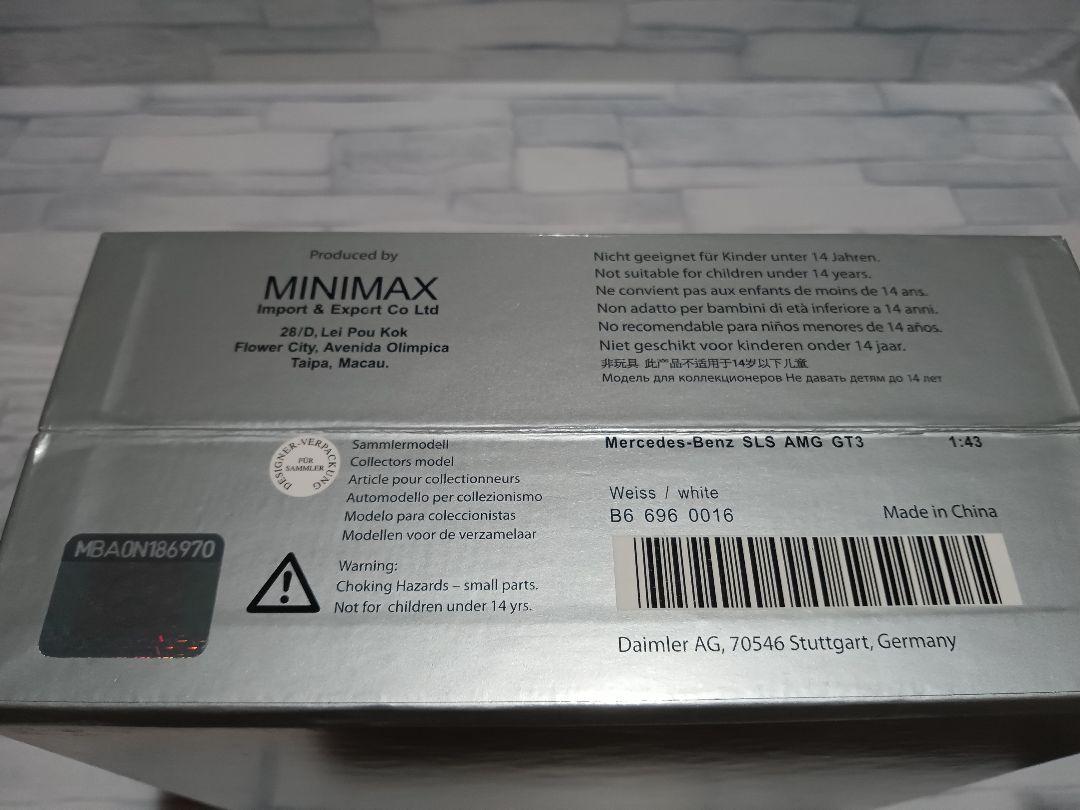 Produced by
MINIMAX
Import & Export Co Ltd
28/D, Lei Pou Kok
Flower City, Avenida Olimpica
Taipa, Macau.
Nicht geeignet für Kinder unter 14 Jahren.
Not suitable for children under 14 years.
Ne convient pas aux enfants de moins de 14 ans.
Non adatto per bambini di età inferiore a 14 anni.
No recomendable para niños menores de 14 años.
Niet geschikt voor kinderen onder 14 jaar.
非玩具 此产品不适用于14岁以下儿童
Модель для коллекционеров Не давать детям до 14 лет
DESIGNER-VERPACKUNG
FÜR
SAMMLER
Sammlermodell
Collectors model
Article pour collectionneurs
Automodello per collezionismo
Modelo para coleccionistas
Modellen voor de verzamelaar
MBA0N186970
Warning:
Choking Hazards – small parts.
Not for children under 14 yrs.
Mercedes-Benz SLS AMG GT3 1:43
Weiss / white
B6 696 0016
Made in China
Daimler AG, 70546 Stuttgart, Germany